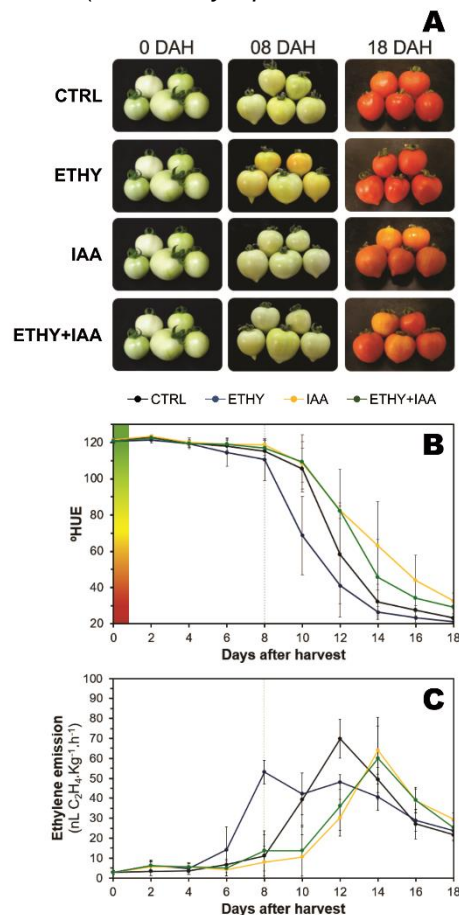 A
0 DAH 08 DAH 18 DAH
CTRL
ETHY
IAA
ETHY+IAA
CTRL ETHY IAA ETHY+IAA
B
ºHUE
120
100
80
60
40
20
0 2 4 6 8 10 12 14 16 18
Days after harvest
C
Ethylene emission
(nL C₂H₄.Kg⁻¹.h⁻¹)
100
90
80
70
60
50
40
30
20
10
0
0 2 4 6 8 10 12 14 16 18
Days after harvest